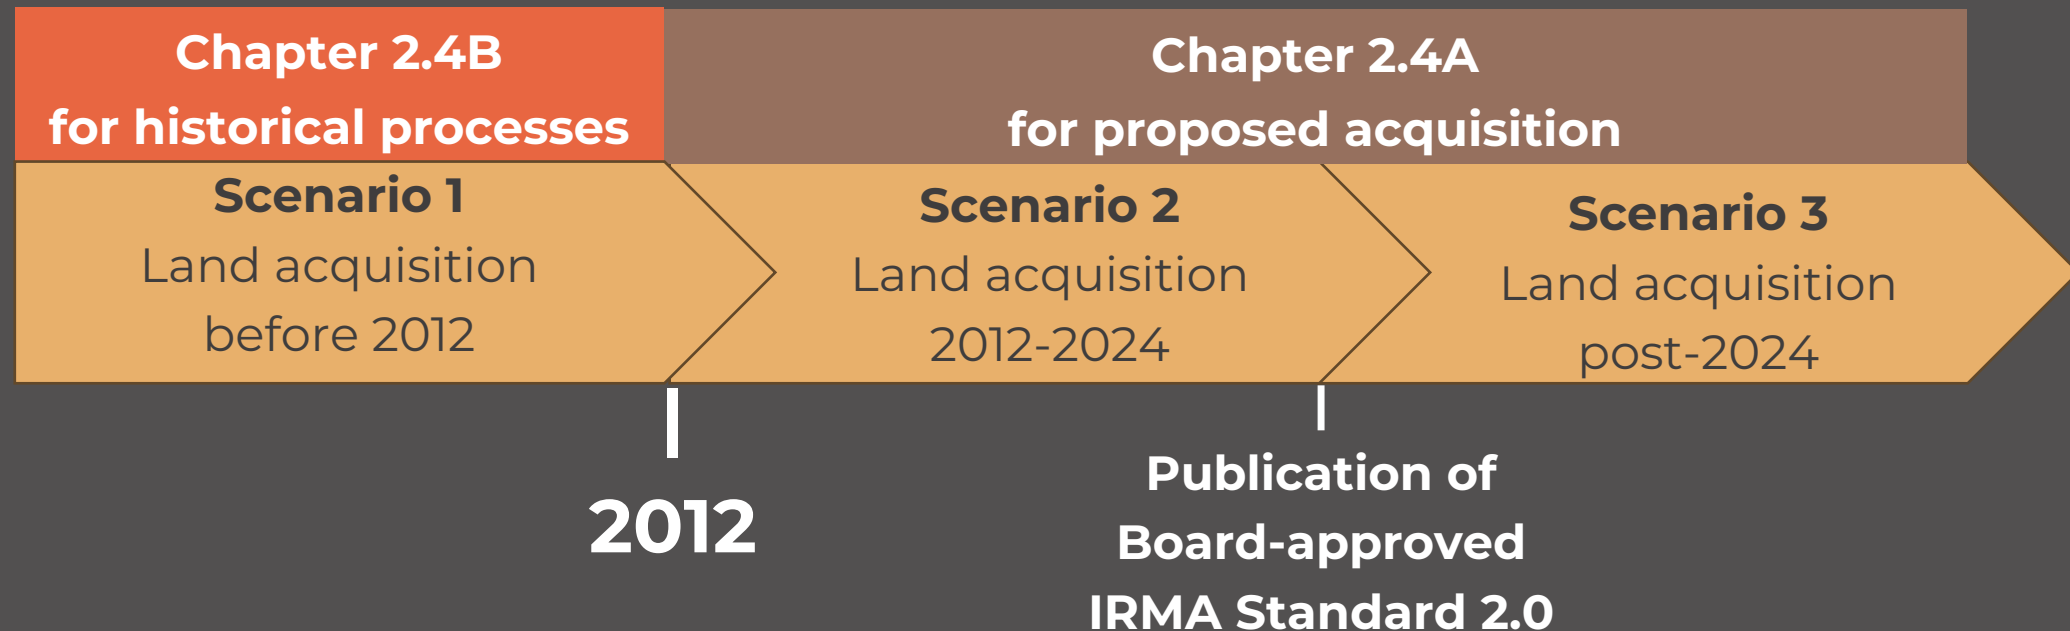 Chapter 2.4B
for historical processes
Chapter 2.4A
for proposed acquisition
Scenario 1
Land acquisition
before 2012
Scenario 2
Land acquisition
2012-2024
Scenario 3
Land acquisition
post-2024
2012
Publication of
Board-approved
IRMA Standard 2.0